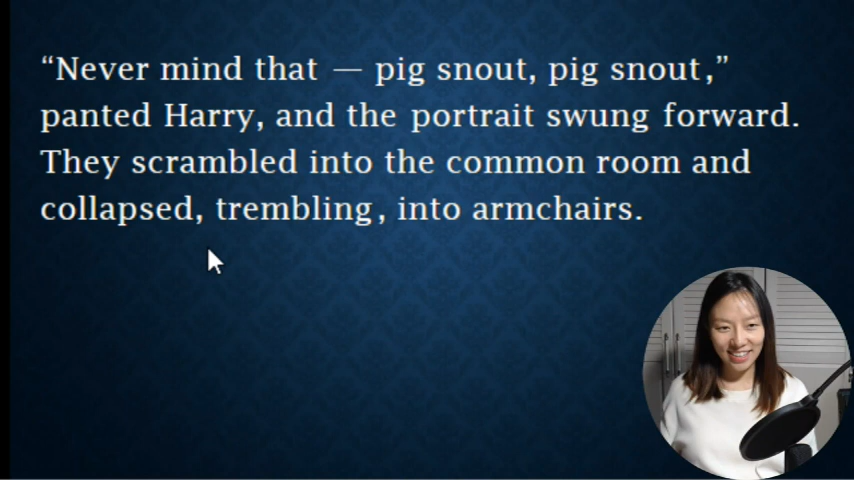 “Never mind that — pig snout, pig snout,”
panted Harry, and the portrait swung forward.
They scrambled into the common room and
collapsed, trembling, into armchairs.